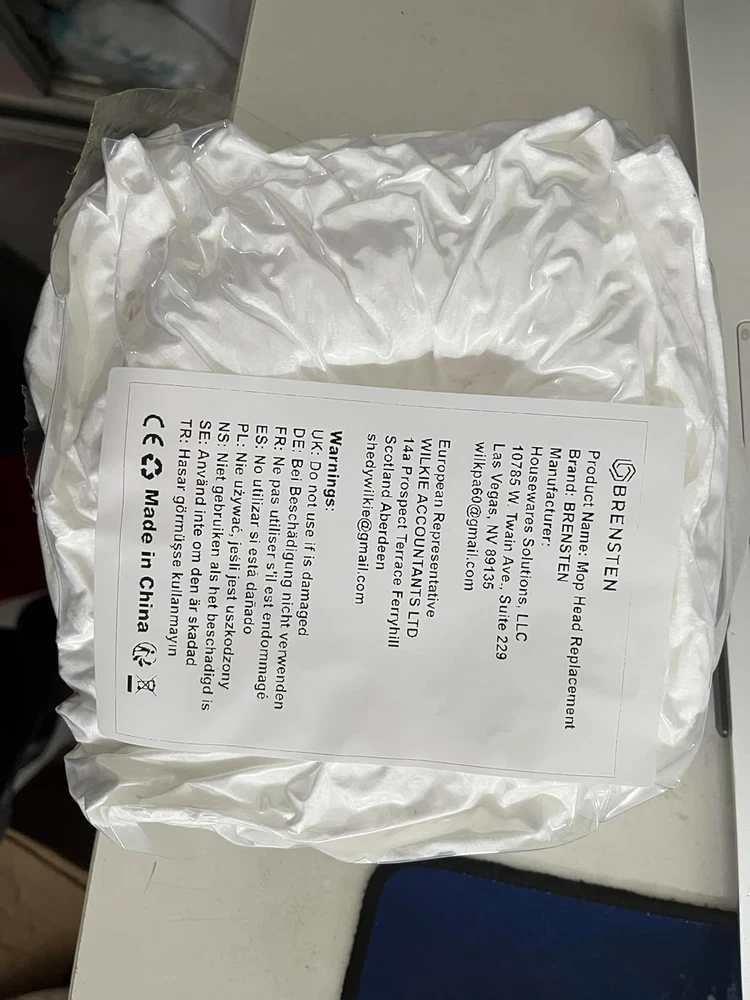 BRENSTEN
Product Name: Mop Head Replacement
Brand: BRENSTEN
Manufacturer:
Housewares Solutions, LLC
10785 W. Twain Ave., Suite 229
Las Vegas, NV 89135
wilkpa60@gmail.com
European Representative
WILKIE ACCOUNTANTS LTD
14a Prospect Terrace Ferryhill
Scotland Aberdeen
shedywilkie@gmail.com
Warnings:
UK: Do not use if is damaged
DE: Bei Beschädigung nicht verwenden
FR: Ne pas utiliser s'il est endommagé
ES: No utilizar si está dañado
PL: Nie używać, jeśli jest uszkodzony
NS: Niet gebruiken als het beschadigd is
SE: Använd inte om den är skadad
TR: Hasar görmüşse kullanmayın
CE Made in China